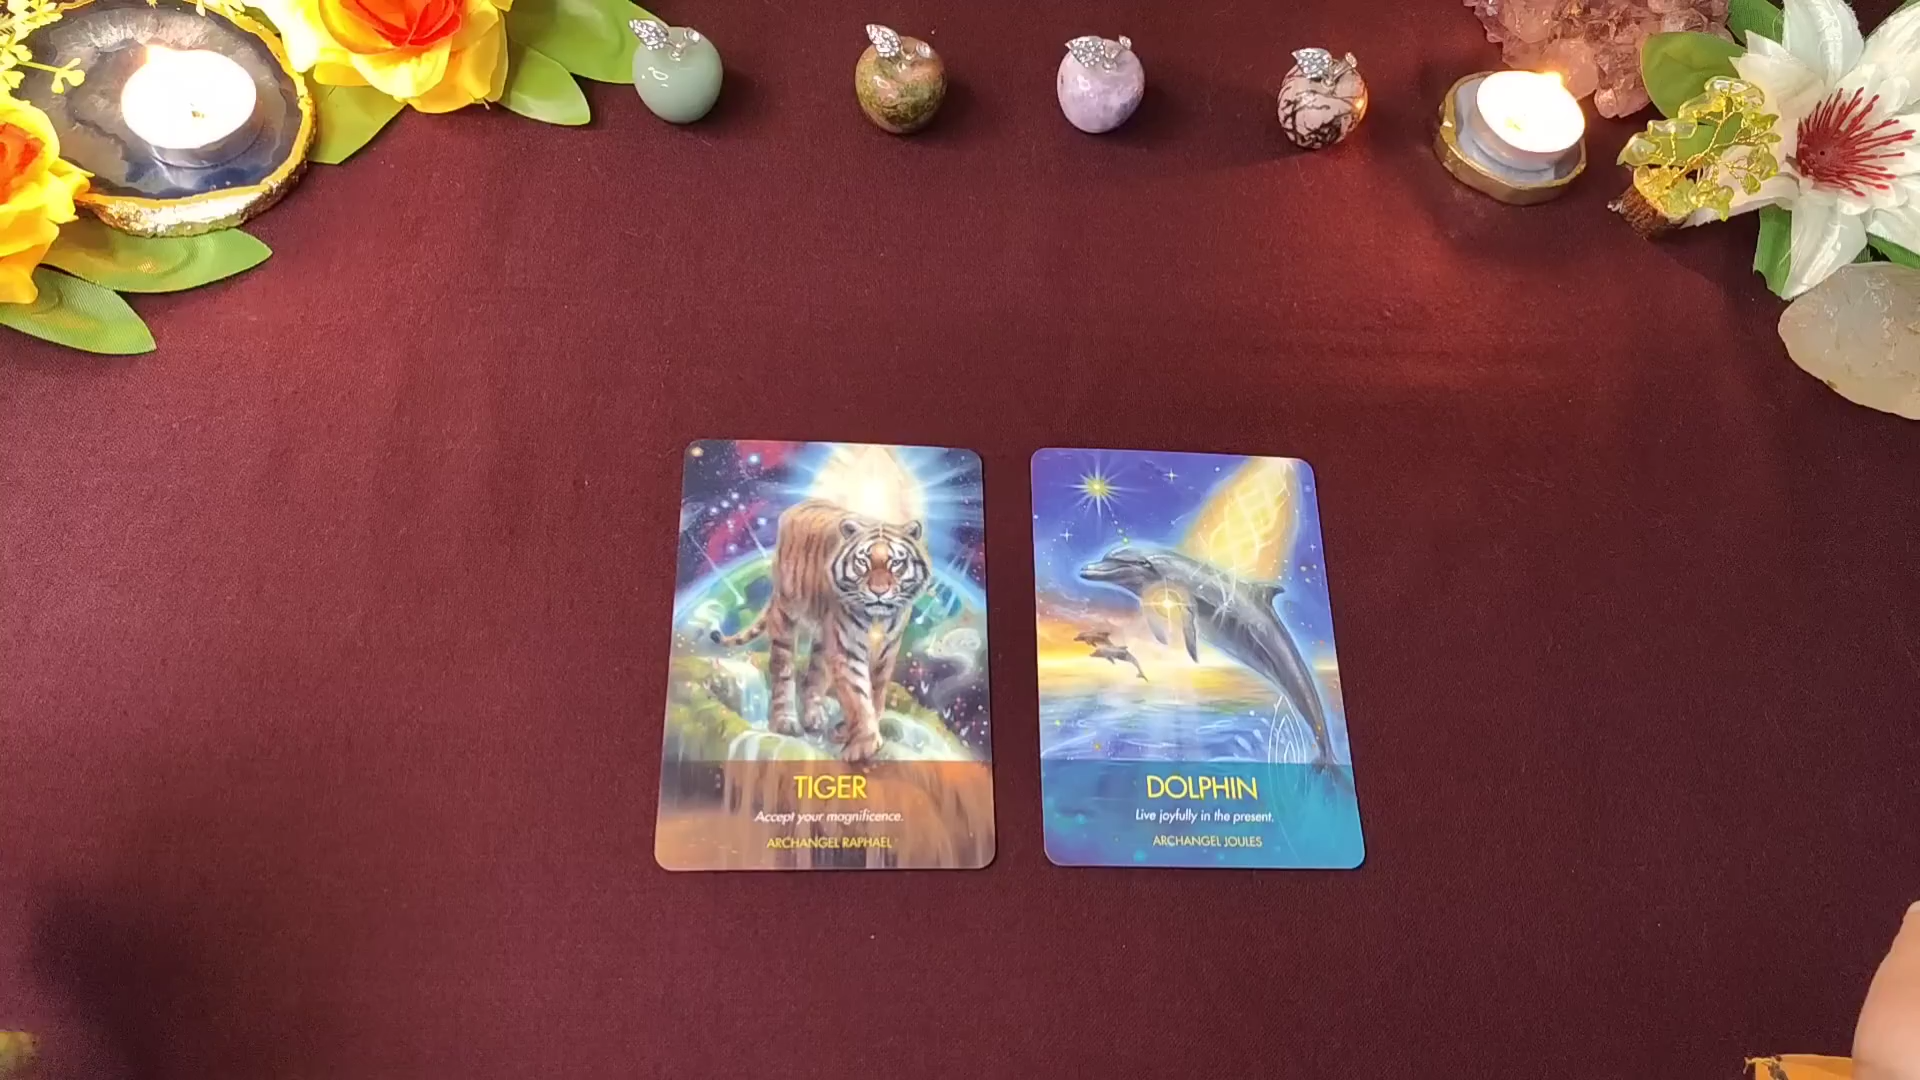 TIGER
Accept your magnificence.
ARCHANGEL RAPHAEL
DOLPHIN
Live joyfully in the present.
ARCHANGEL JOULES